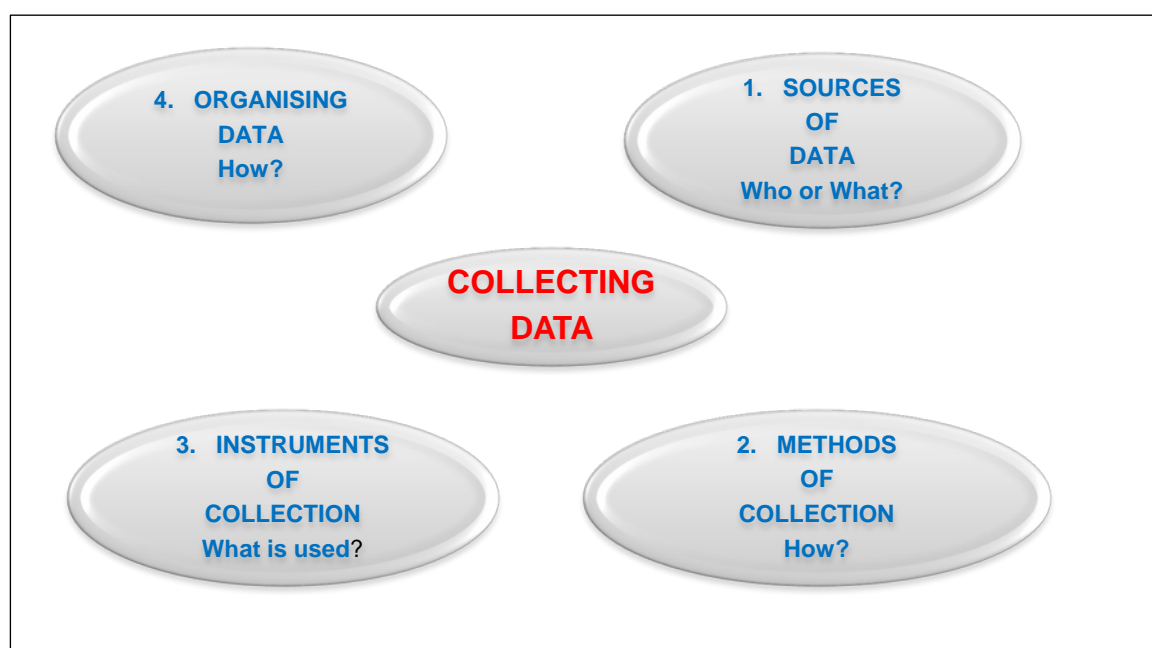 4. ORGANISING
DATA
How?
1. SOURCES
OF
DATA
Who or What?
COLLECTING
DATA
3. INSTRUMENTS
OF
COLLECTION
What is used?
2. METHODS
OF
COLLECTION
How?